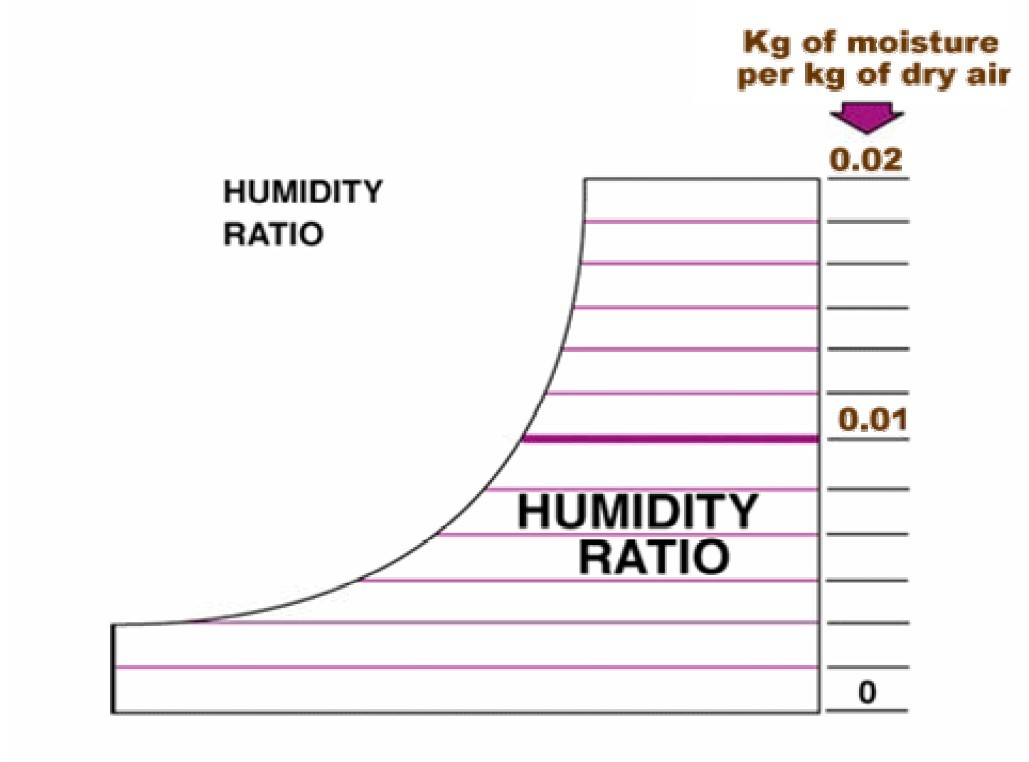 Kg of moisture
per kg of dry air
0.02
HUMIDITY
RATIO
0.01
HUMIDITY
RATIO
0